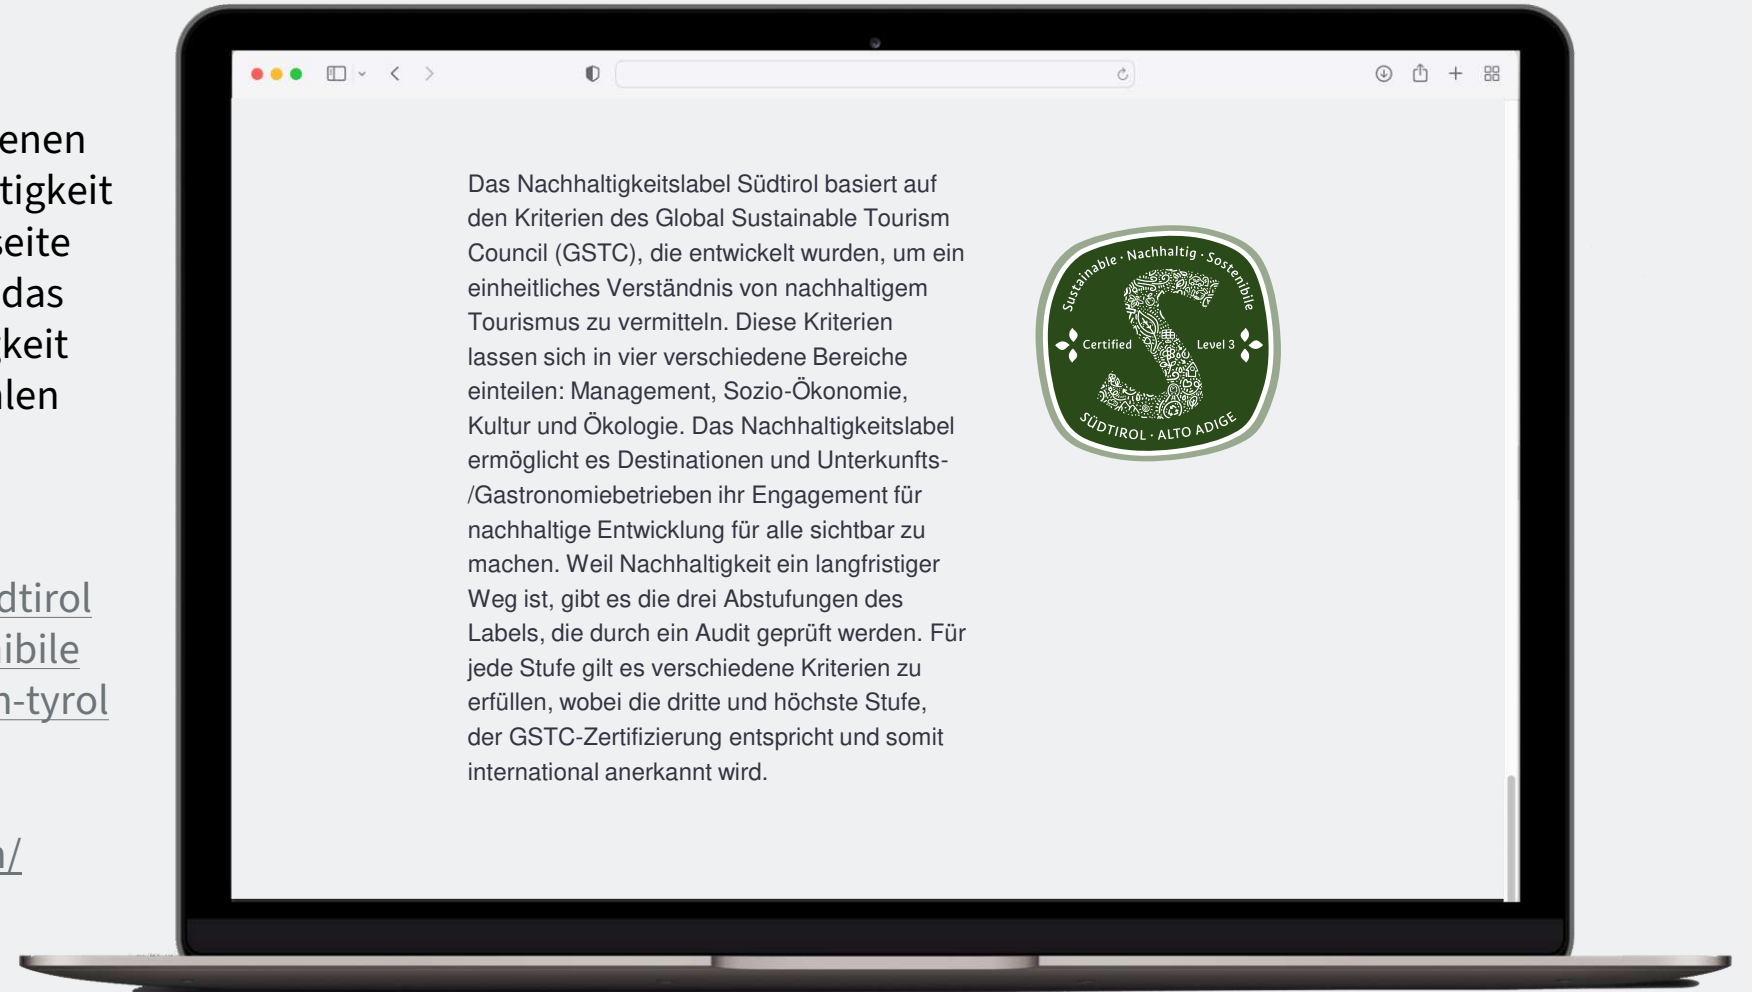 enen
tigkeit
seite
das
keit
len
dtirol
ibile
n-tyrol
/
Das Nachhaltigkeitslabel Südtirol basiert auf
den Kriterien des Global Sustainable Tourism
Council (GSTC), die entwickelt wurden, um ein
einheitliches Verständnis von nachhaltigem
Tourismus zu vermitteln. Diese Kriterien
lassen sich in vier verschiedene Bereiche
einteilen: Management, Sozio-Ökonomie,
Kultur und Ökologie. Das Nachhaltigkeitslabel
ermöglicht es Destinationen und Unterkunfts-
/Gastronomiebetrieben ihr Engagement für
nachhaltige Entwicklung für alle sichtbar zu
machen. Weil Nachhaltigkeit ein langfristiger
Weg ist, gibt es die drei Abstufungen des
Labels, die durch ein Audit geprüft werden. Für
jede Stufe gilt es verschiedene Kriterien zu
erfüllen, wobei die dritte und höchste Stufe,
der GSTC-Zertifizierung entspricht und somit
international anerkannt wird.
Sustainable · Nachhaltig · Sostenibile
S
Certified Level 3
SÜDTIROL · ALTO ADIGE